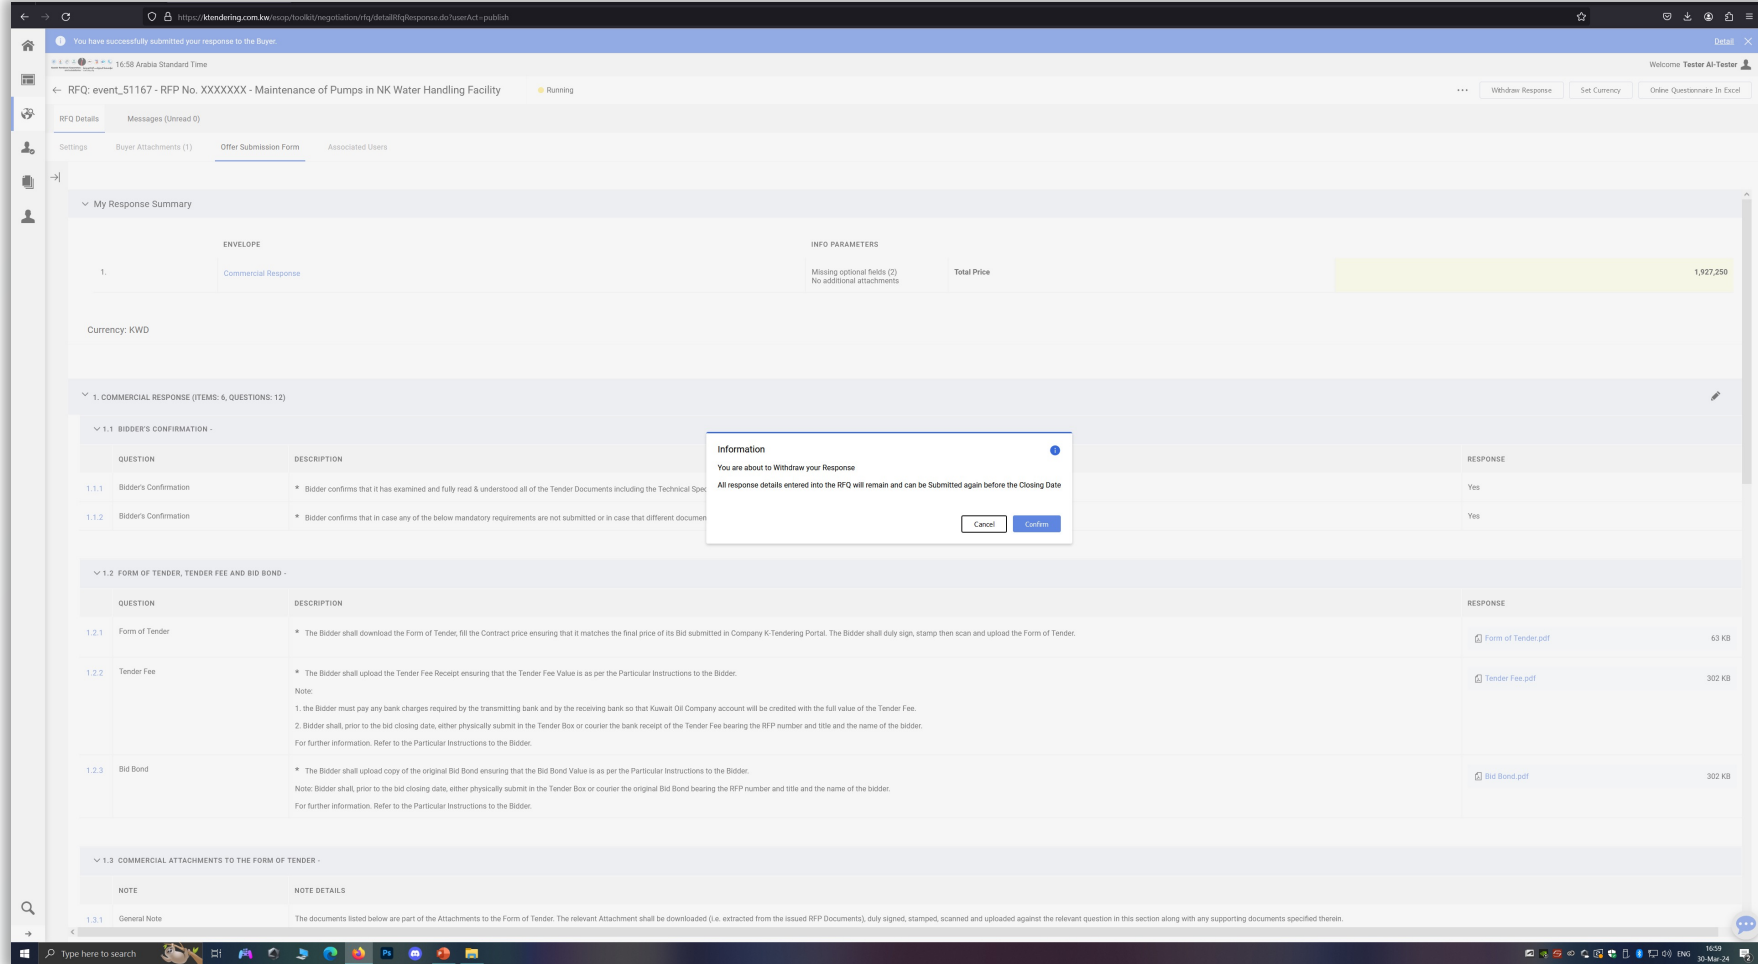 https://ktendering.com.kw/esop/toolkit/negotiation/rfq/detailRfqResponse.do?userAct=publish
You have successfully submitted your response to the Buyer.
Detail
16:58 Arabia Standard Time
Welcome Tester Al-Tester
RFQ: event_51167 - RFP No. XXXXXXX - Maintenance of Pumps in NK Water Handling Facility
Running
Withdraw Response
Set Currency
Online Questionnaire In Excel
RFQ Details
Messages (Unread 0)
Settings
Buyer Attachments (1)
Offer Submission Form
Associated Users
My Response Summary
ENVELOPE
INFO PARAMETERS
1.
Commercial Response
Missing optional fields (2)
No additional attachments
Total Price
1,927,250
Currency: KWD
1. COMMERCIAL RESPONSE (ITEMS: 6, QUESTIONS: 12)
1.1 BIDDER'S CONFIRMATION -
QUESTION
DESCRIPTION
RESPONSE
1.1.1 Bidder's Confirmation
* Bidder confirms that it has examined and fully read & understood all of the Tender Documents including the Technical Spec
Yes
1.1.2 Bidder's Confirmation
* Bidder confirms that in case any of the below mandatory requirements are not submitted or in case that different documen
Yes
Information
You are about to Withdraw your Response
All response details entered into the RFQ will remain and can be Submitted again before the Closing Date
Cancel
Confirm
1.2 FORM OF TENDER, TENDER FEE AND BID BOND -
QUESTION
DESCRIPTION
RESPONSE
1.2.1 Form of Tender
* The Bidder shall download the Form of Tender, fill the Contract price ensuring that it matches the final price of its Bid submitted in Company K-Tendering Portal. The Bidder shall duly sign, stamp then scan and upload the Form of Tender.
Form of Tender.pdf
63 KB
1.2.2 Tender Fee
* The Bidder shall upload the Tender Fee Receipt ensuring that the Tender Fee Value is as per the Particular Instructions to the Bidder.
Note:
1. the Bidder must pay any bank charges required by the transmitting bank and by the receiving bank so that Kuwait Oil Company account will be credited with the full value of the Tender Fee.
2. Bidder shall, prior to the bid closing date, either physically submit in the Tender Box or courier the bank receipt of the Tender Fee bearing the RFP number and title and the name of the bidder.
For further information. Refer to the Particular Instructions to the Bidder.
Tender Fee.pdf
302 KB
1.2.3 Bid Bond
* The Bidder shall upload copy of the original Bid Bond ensuring that the Bid Bond Value is as per the Particular Instructions to the Bidder.
Note: Bidder shall, prior to the bid closing date, either physically submit in the Tender Box or courier the original Bid Bond bearing the RFP number and title and the name of the bidder.
For further information. Refer to the Particular Instructions to the Bidder.
Bid Bond.pdf
302 KB
1.3 COMMERCIAL ATTACHMENTS TO THE FORM OF TENDER -
NOTE
NOTE DETAILS
1.3.1 General Note
The documents listed below are part of the Attachments to the Form of Tender. The relevant Attachment shall be downloaded (i.e. extracted from the issued RFP Documents), duly signed, stamped, scanned and uploaded against the relevant question in this section along with any supporting documents specified therein.
Type here to search
ENG
16:59
30-Mar-24